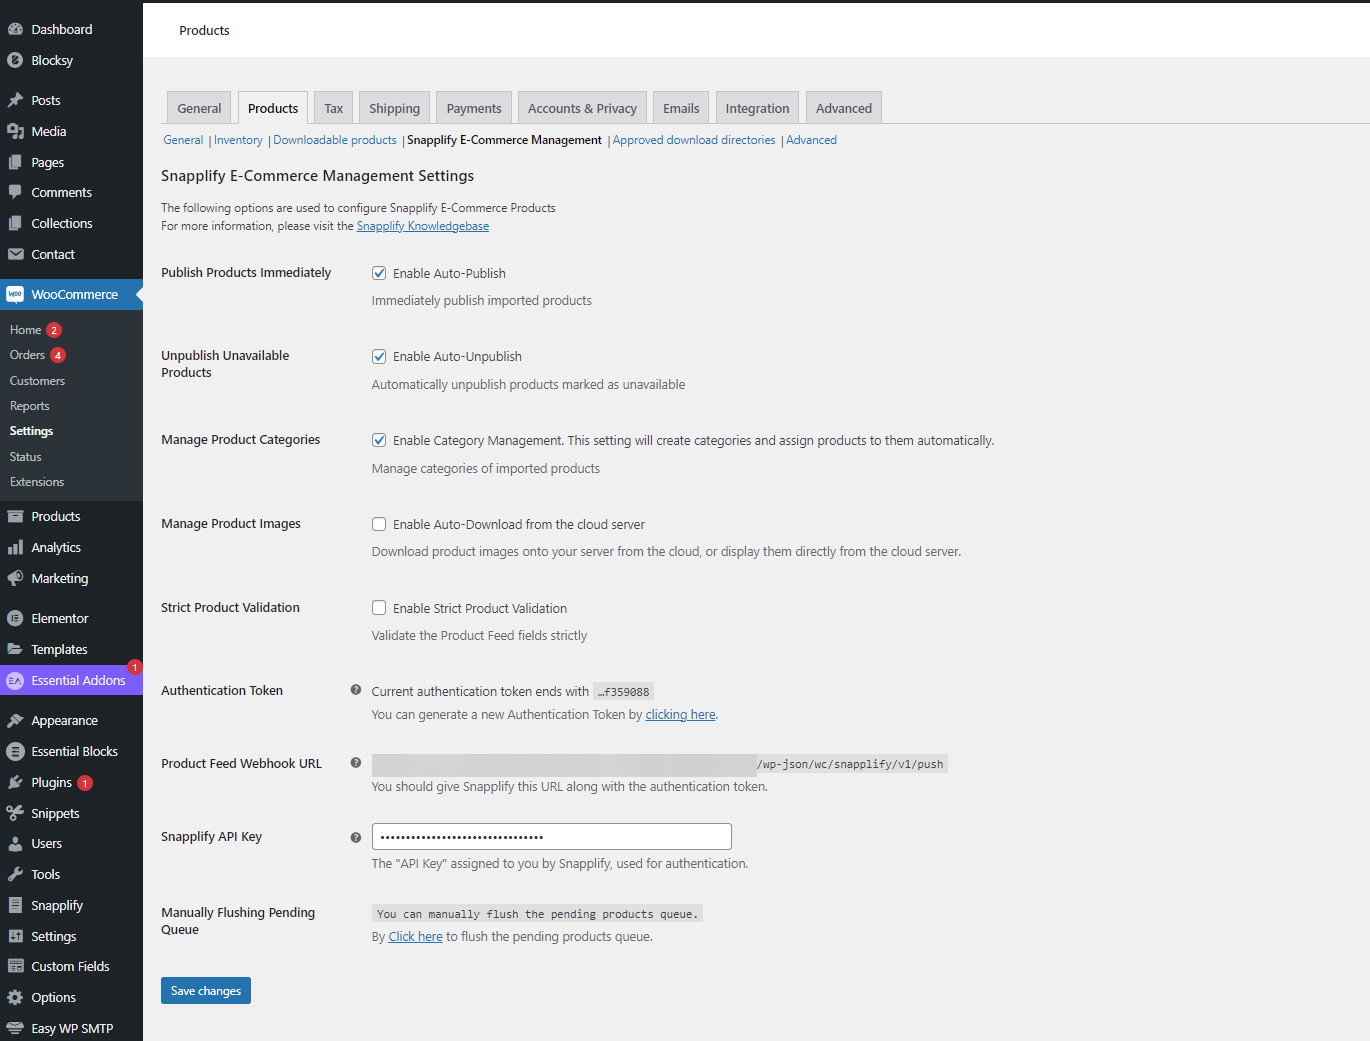 Dashboard
Blocksy
Posts
Media
Pages
Comments
Collections
Contact
WooCommerce
Home 2
Orders 4
Customers
Reports
Settings
Status
Extensions
Products
Analytics
Marketing
Elementor
Templates
Essential Addons 1
Appearance
Essential Blocks
Plugins 1
Snippets
Users
Tools
Snapplify
Settings
Custom Fields
Options
Easy WP SMTP
Products
General Products Tax Shipping Payments Accounts & Privacy Emails Integration Advanced
General | Inventory | Downloadable products | Snapplify E-Commerce Management | Approved download directories | Advanced
Snapplify E-Commerce Management Settings
The following options are used to configure Snapplify E-Commerce Products
For more information, please visit the Snapplify Knowledgebase
Publish Products Immediately
Enable Auto-Publish
Immediately publish imported products
Unpublish Unavailable
Products
Enable Auto-Unpublish
Automatically unpublish products marked as unavailable
Manage Product Categories
Enable Category Management. This setting will create categories and assign products to them automatically.
Manage categories of imported products
Manage Product Images
Enable Auto-Download from the cloud server
Download product images onto your server from the cloud, or display them directly from the cloud server.
Strict Product Validation
Enable Strict Product Validation
Validate the Product Feed fields strictly
Authentication Token
Current authentication token ends with …f359088
You can generate a new Authentication Token by clicking here.
Product Feed Webhook URL
/wp-json/wc/snapplify/v1/push
You should give Snapplify this URL along with the authentication token.
Snapplify API Key
The "API Key" assigned to you by Snapplify, used for authentication.
Manually Flushing Pending
Queue
You can manually flush the pending products queue.
By Click here to flush the pending products queue.
Save changes